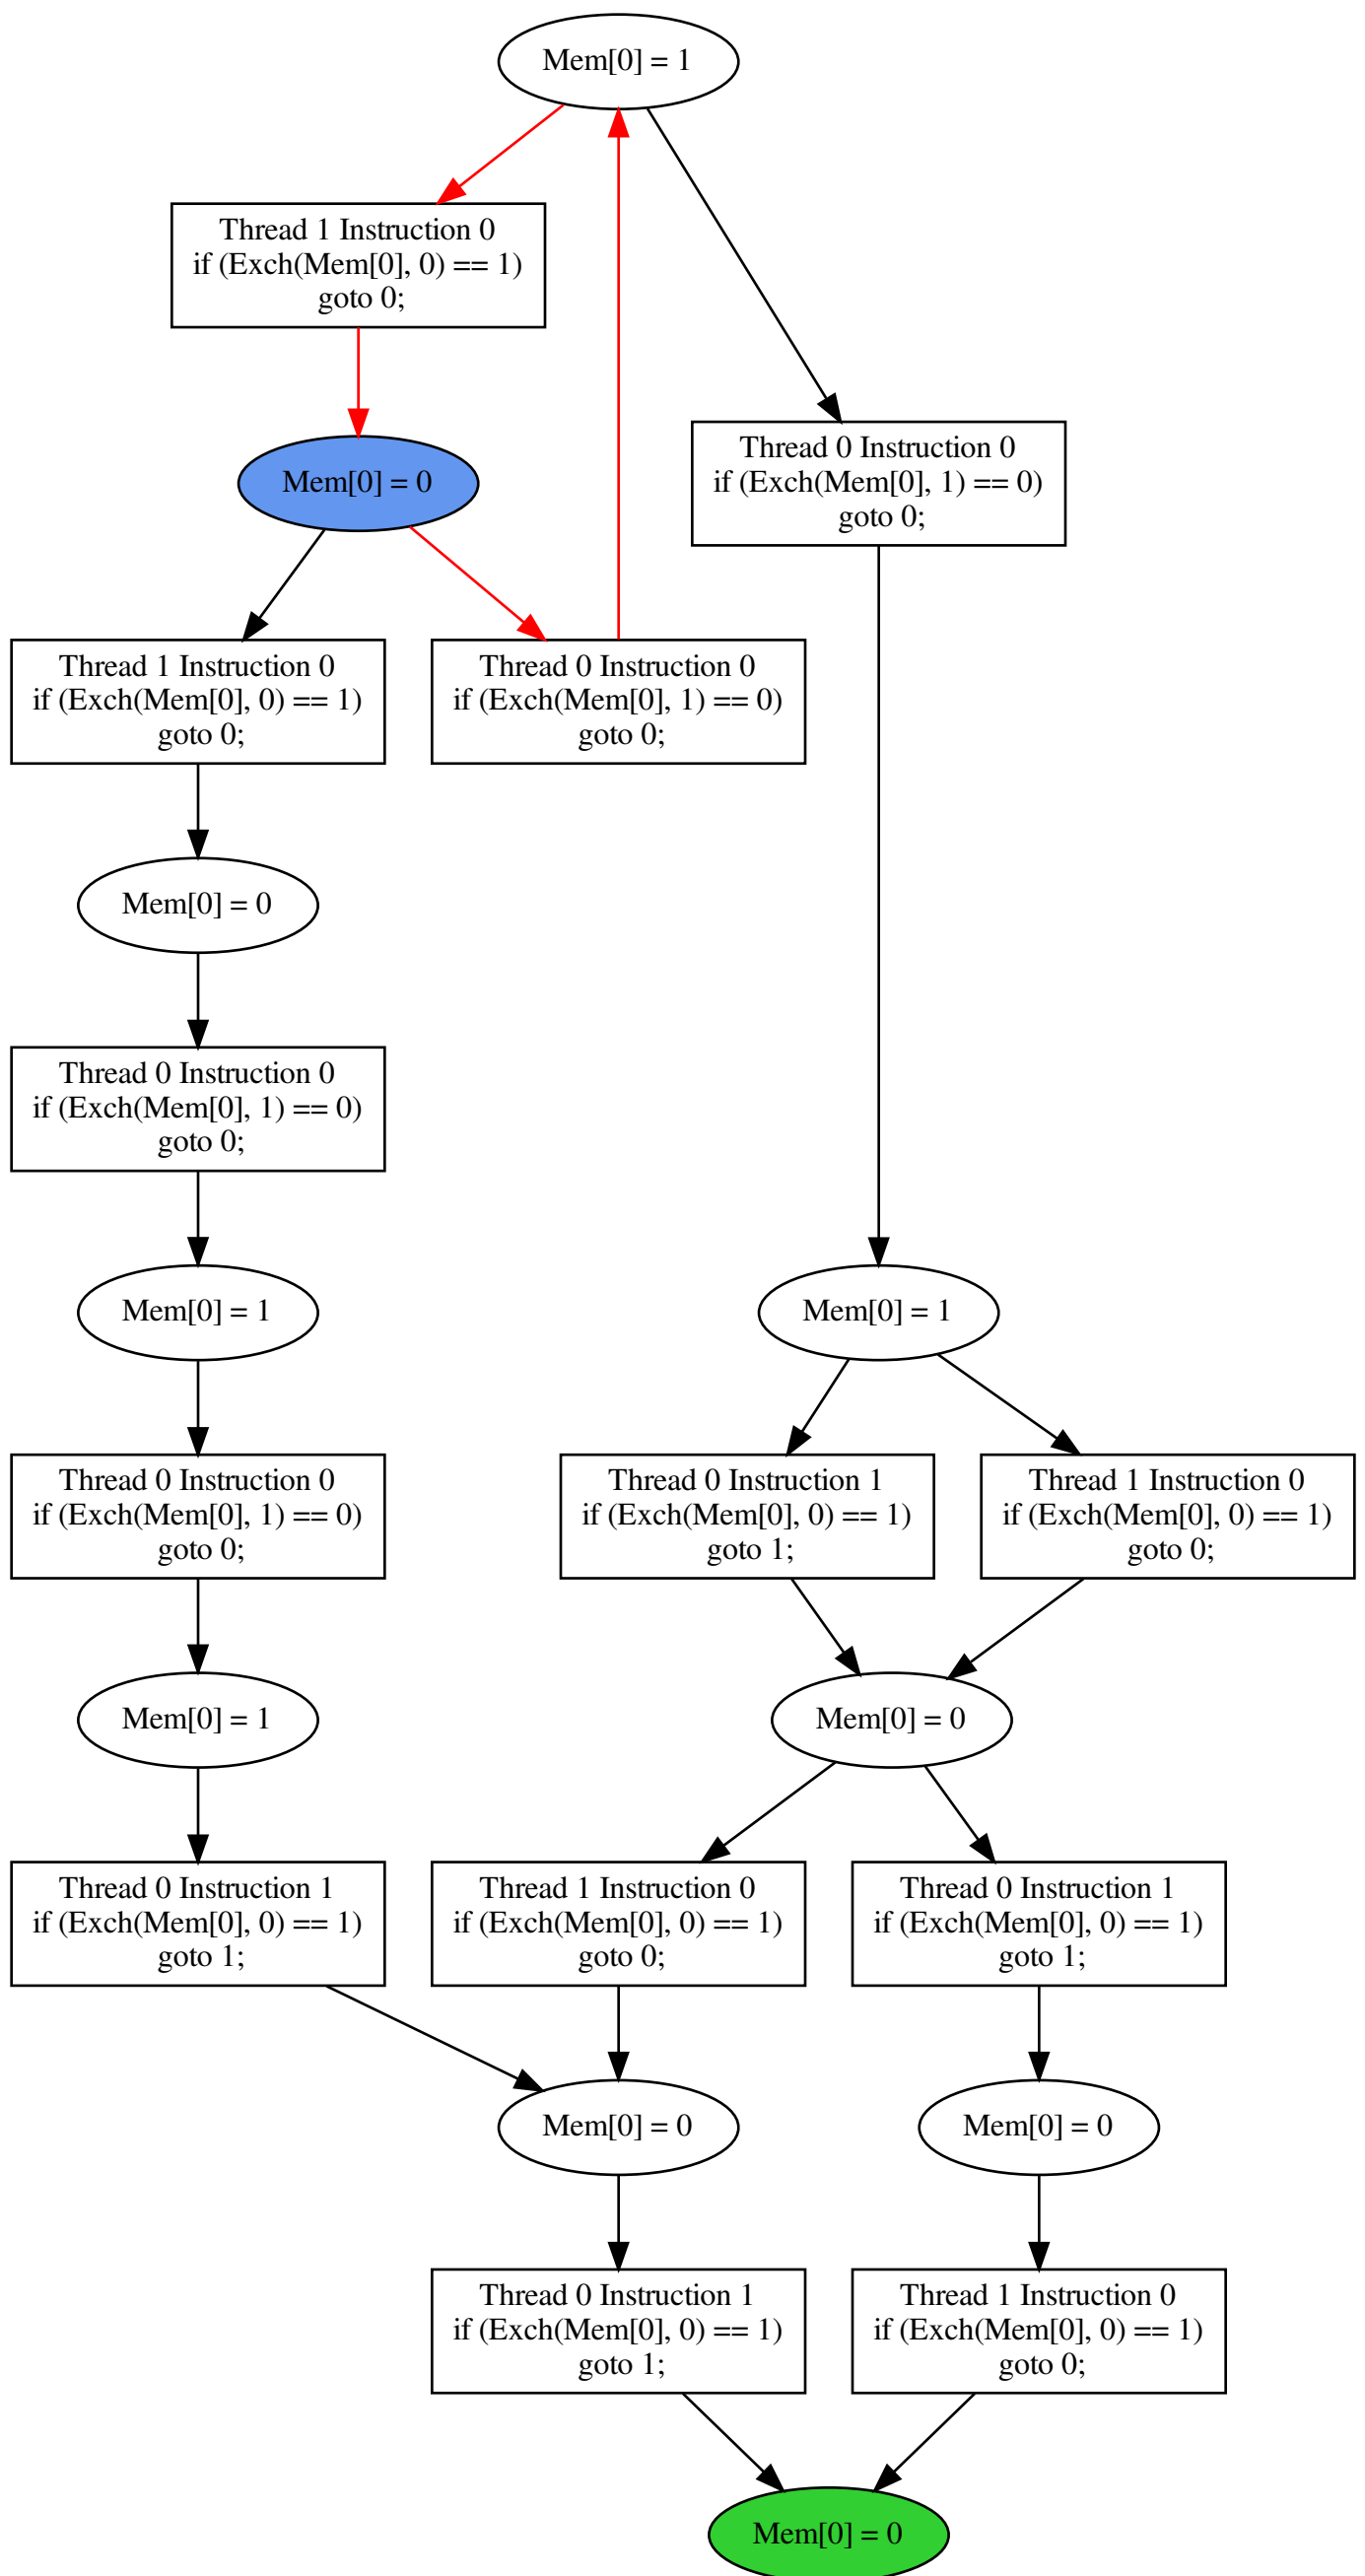 Mem[0] = 1
Thread 1 Instruction 0
if (Exch(Mem[0], 0) == 1)
goto 0;
Thread 0 Instruction 0
if (Exch(Mem[0], 1) == 0)
goto 0;
Mem[0] = 0
Thread 1 Instruction 0
if (Exch(Mem[0], 0) == 1)
goto 0;
Thread 0 Instruction 0
if (Exch(Mem[0], 1) == 0)
goto 0;
Mem[0] = 0
Thread 0 Instruction 0
if (Exch(Mem[0], 1) == 0)
goto 0;
Mem[0] = 1
Mem[0] = 1
Thread 0 Instruction 0
if (Exch(Mem[0], 1) == 0)
goto 0;
Thread 0 Instruction 1
if (Exch(Mem[0], 0) == 1)
goto 1;
Thread 1 Instruction 0
if (Exch(Mem[0], 0) == 1)
goto 0;
Mem[0] = 1
Mem[0] = 0
Thread 0 Instruction 1
if (Exch(Mem[0], 0) == 1)
goto 1;
Thread 1 Instruction 0
if (Exch(Mem[0], 0) == 1)
goto 0;
Thread 0 Instruction 1
if (Exch(Mem[0], 0) == 1)
goto 1;
Mem[0] = 0
Mem[0] = 0
Thread 0 Instruction 1
if (Exch(Mem[0], 0) == 1)
goto 1;
Thread 1 Instruction 0
if (Exch(Mem[0], 0) == 1)
goto 0;
Mem[0] = 0